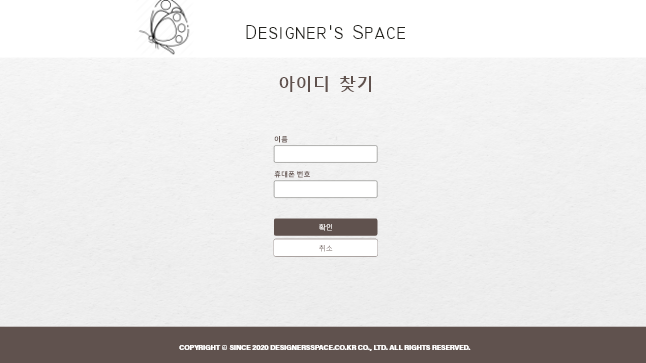 DESIGNER'S SPACE
아이디 찾기
이름
휴대폰 번호
확인
취소
COPYRIGHT © SINCE 2020 DESIGNERSSPACE.CO.KR CO., LTD. ALL RIGHTS RESERVED.